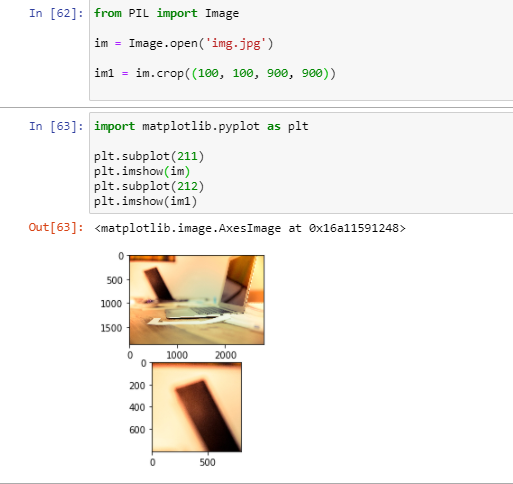 In [62]: from PIL import Image
im = Image.open('img.jpg')
im1 = im.crop((100, 100, 900, 900))
In [63]: import matplotlib.pyplot as plt
plt.subplot(211)
plt.imshow(im)
plt.subplot(212)
plt.imshow(im1)
Out[63]: <matplotlib.image.AxesImage at 0x16a11591248>
0
500
1000
1500
0 1000 2000
0
200
400
600
0 500